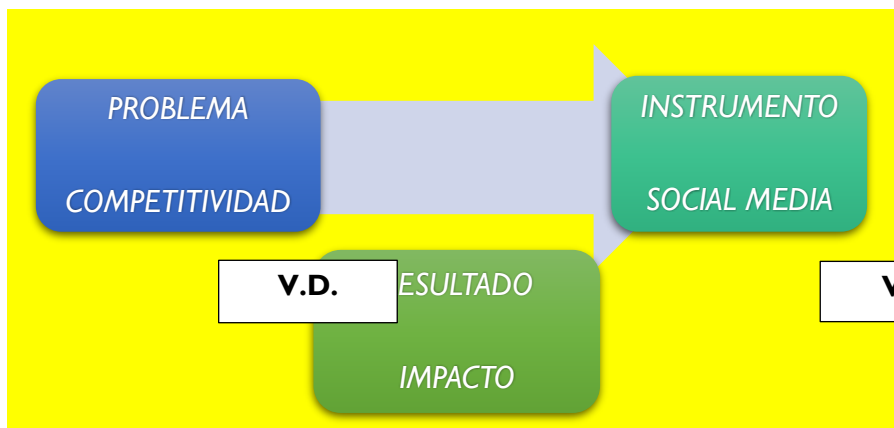 PROBLEMA
COMPETITIVIDAD
INSTRUMENTO
SOCIAL MEDIA
V.D.
ESULTADO
IMPACTO
V